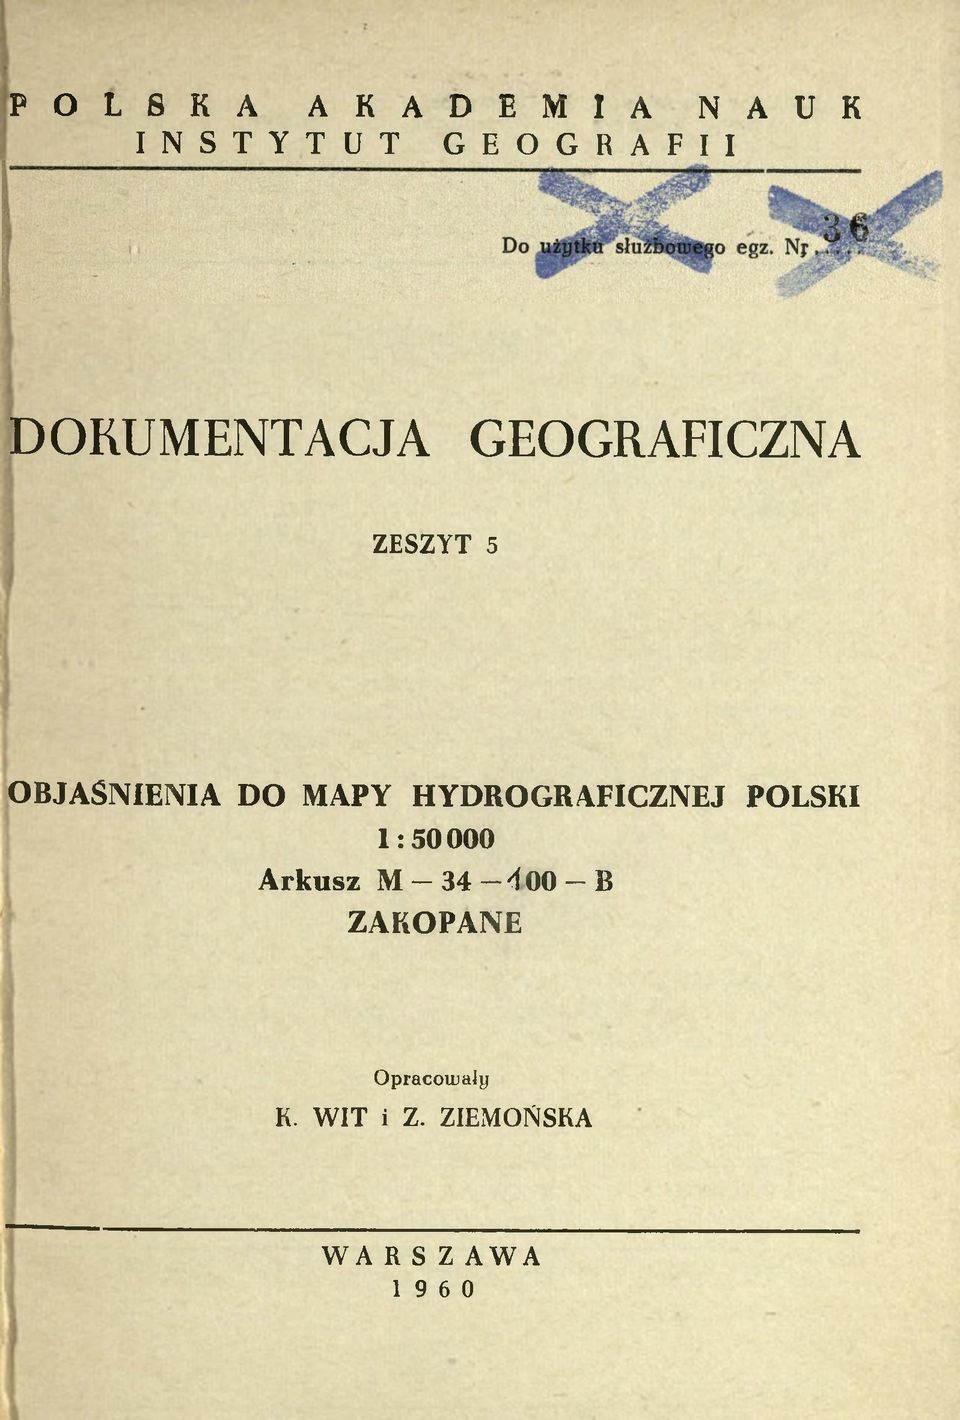 POLSKA AKADEMIA NAUK
INSTYTUT GEOGRAFII
Do użytku służbowego egz. Nr 36
DOKUMENTACJA GEOGRAFICZNA
ZESZYT 5
OBJAŚNIENIA DO MAPY HYDROGRAFICZNEJ POLSKI
1:50 000
Arkusz M — 34 — 100 — B
ZAKOPANE
Opracowały
K. WIT i Z. ZIEMOŃSKA
WARSZAWA
1960